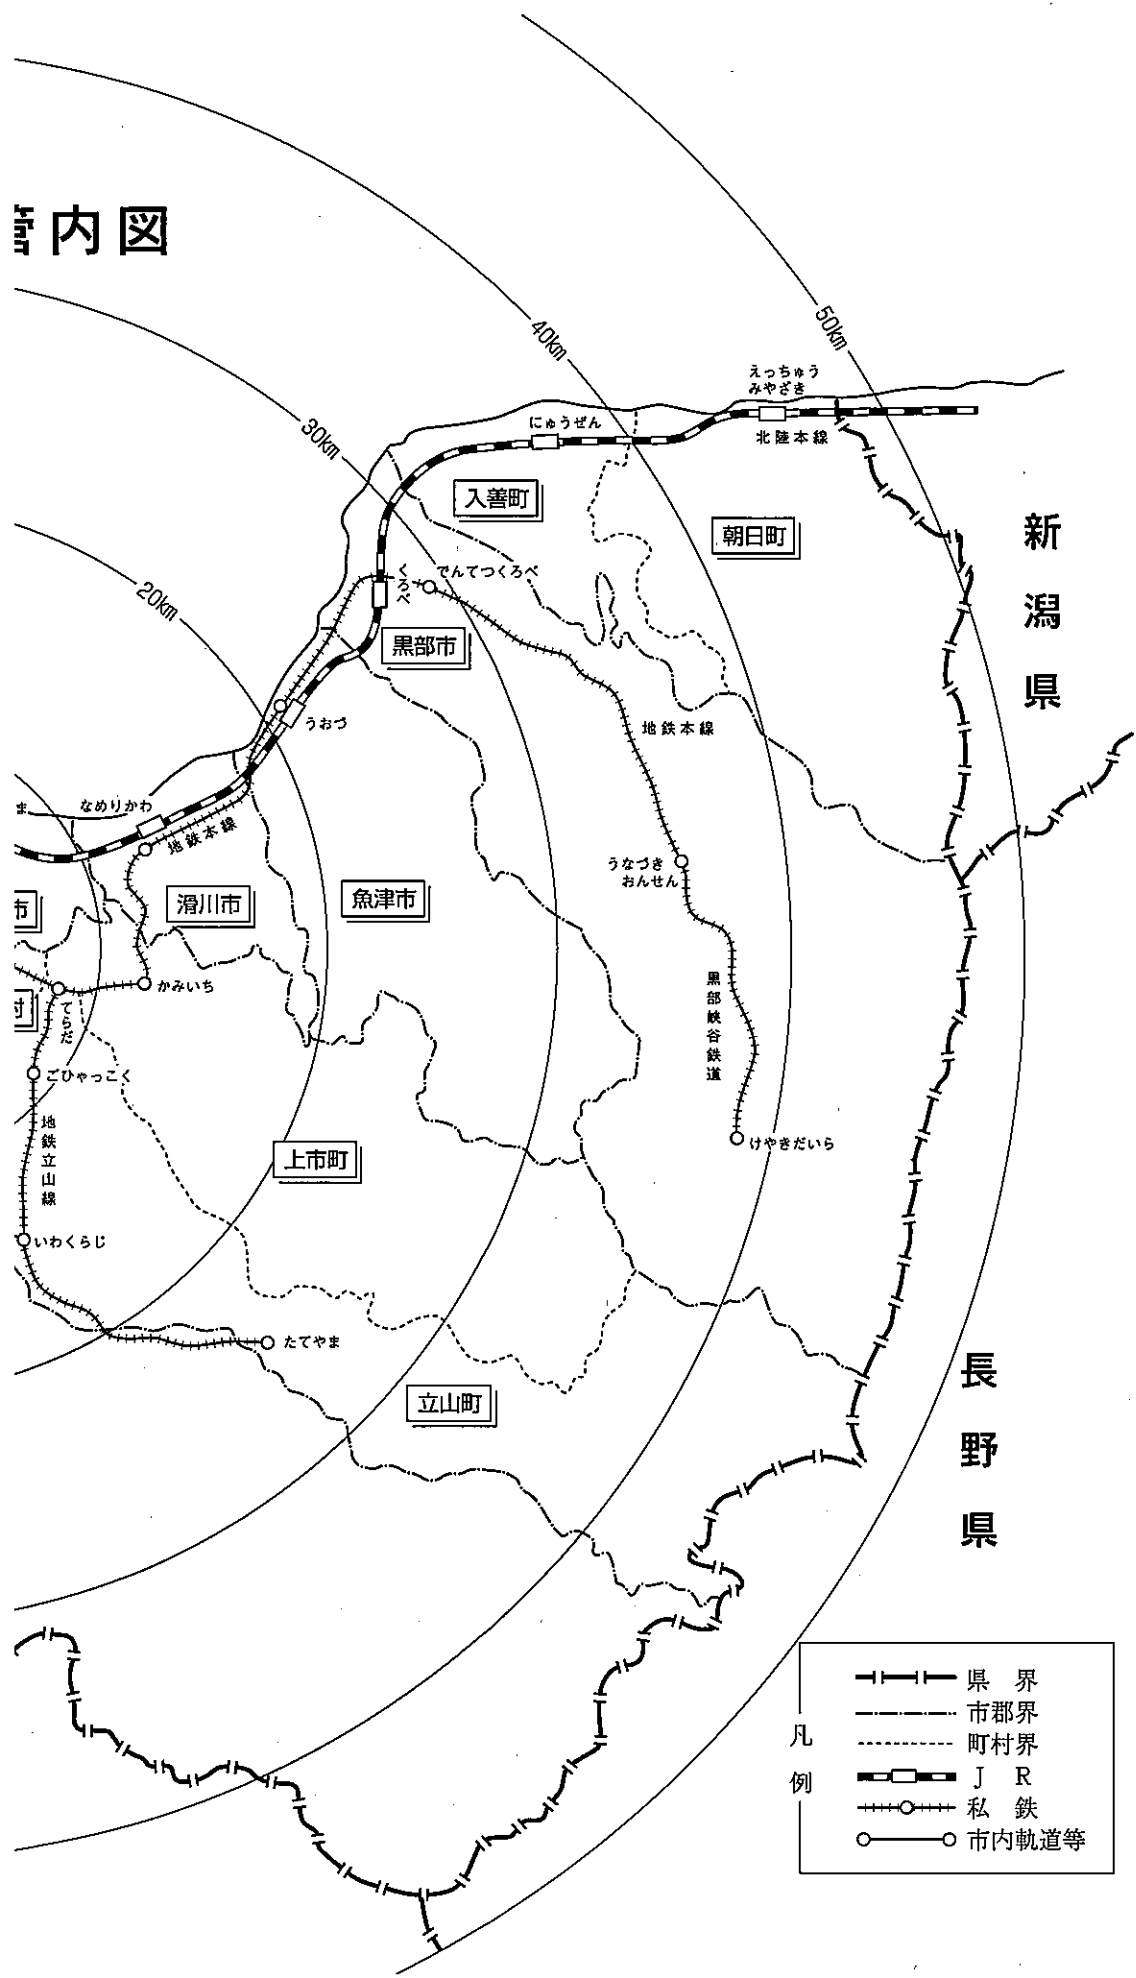 管内図
50km
40km
30km
20km
えっちゅう
みやざき
北陸本線
にゅうぜん
入善町
朝日町
新潟県
でんてつくろべ
くろべ
黒部市
うおづ
地鉄本線
ま
なめりかわ
地鉄本線
うなづき
おんせん
市
滑川市
魚津市
かみいち
村
てらだ
黒部峡谷鉄道
ごひゃっこく
地鉄立山線
けやきだいら
上市町
いわくらじ
たてやま
立山町
長野県
凡例
県界
市郡界
町村界
JR
私鉄
市内軌道等